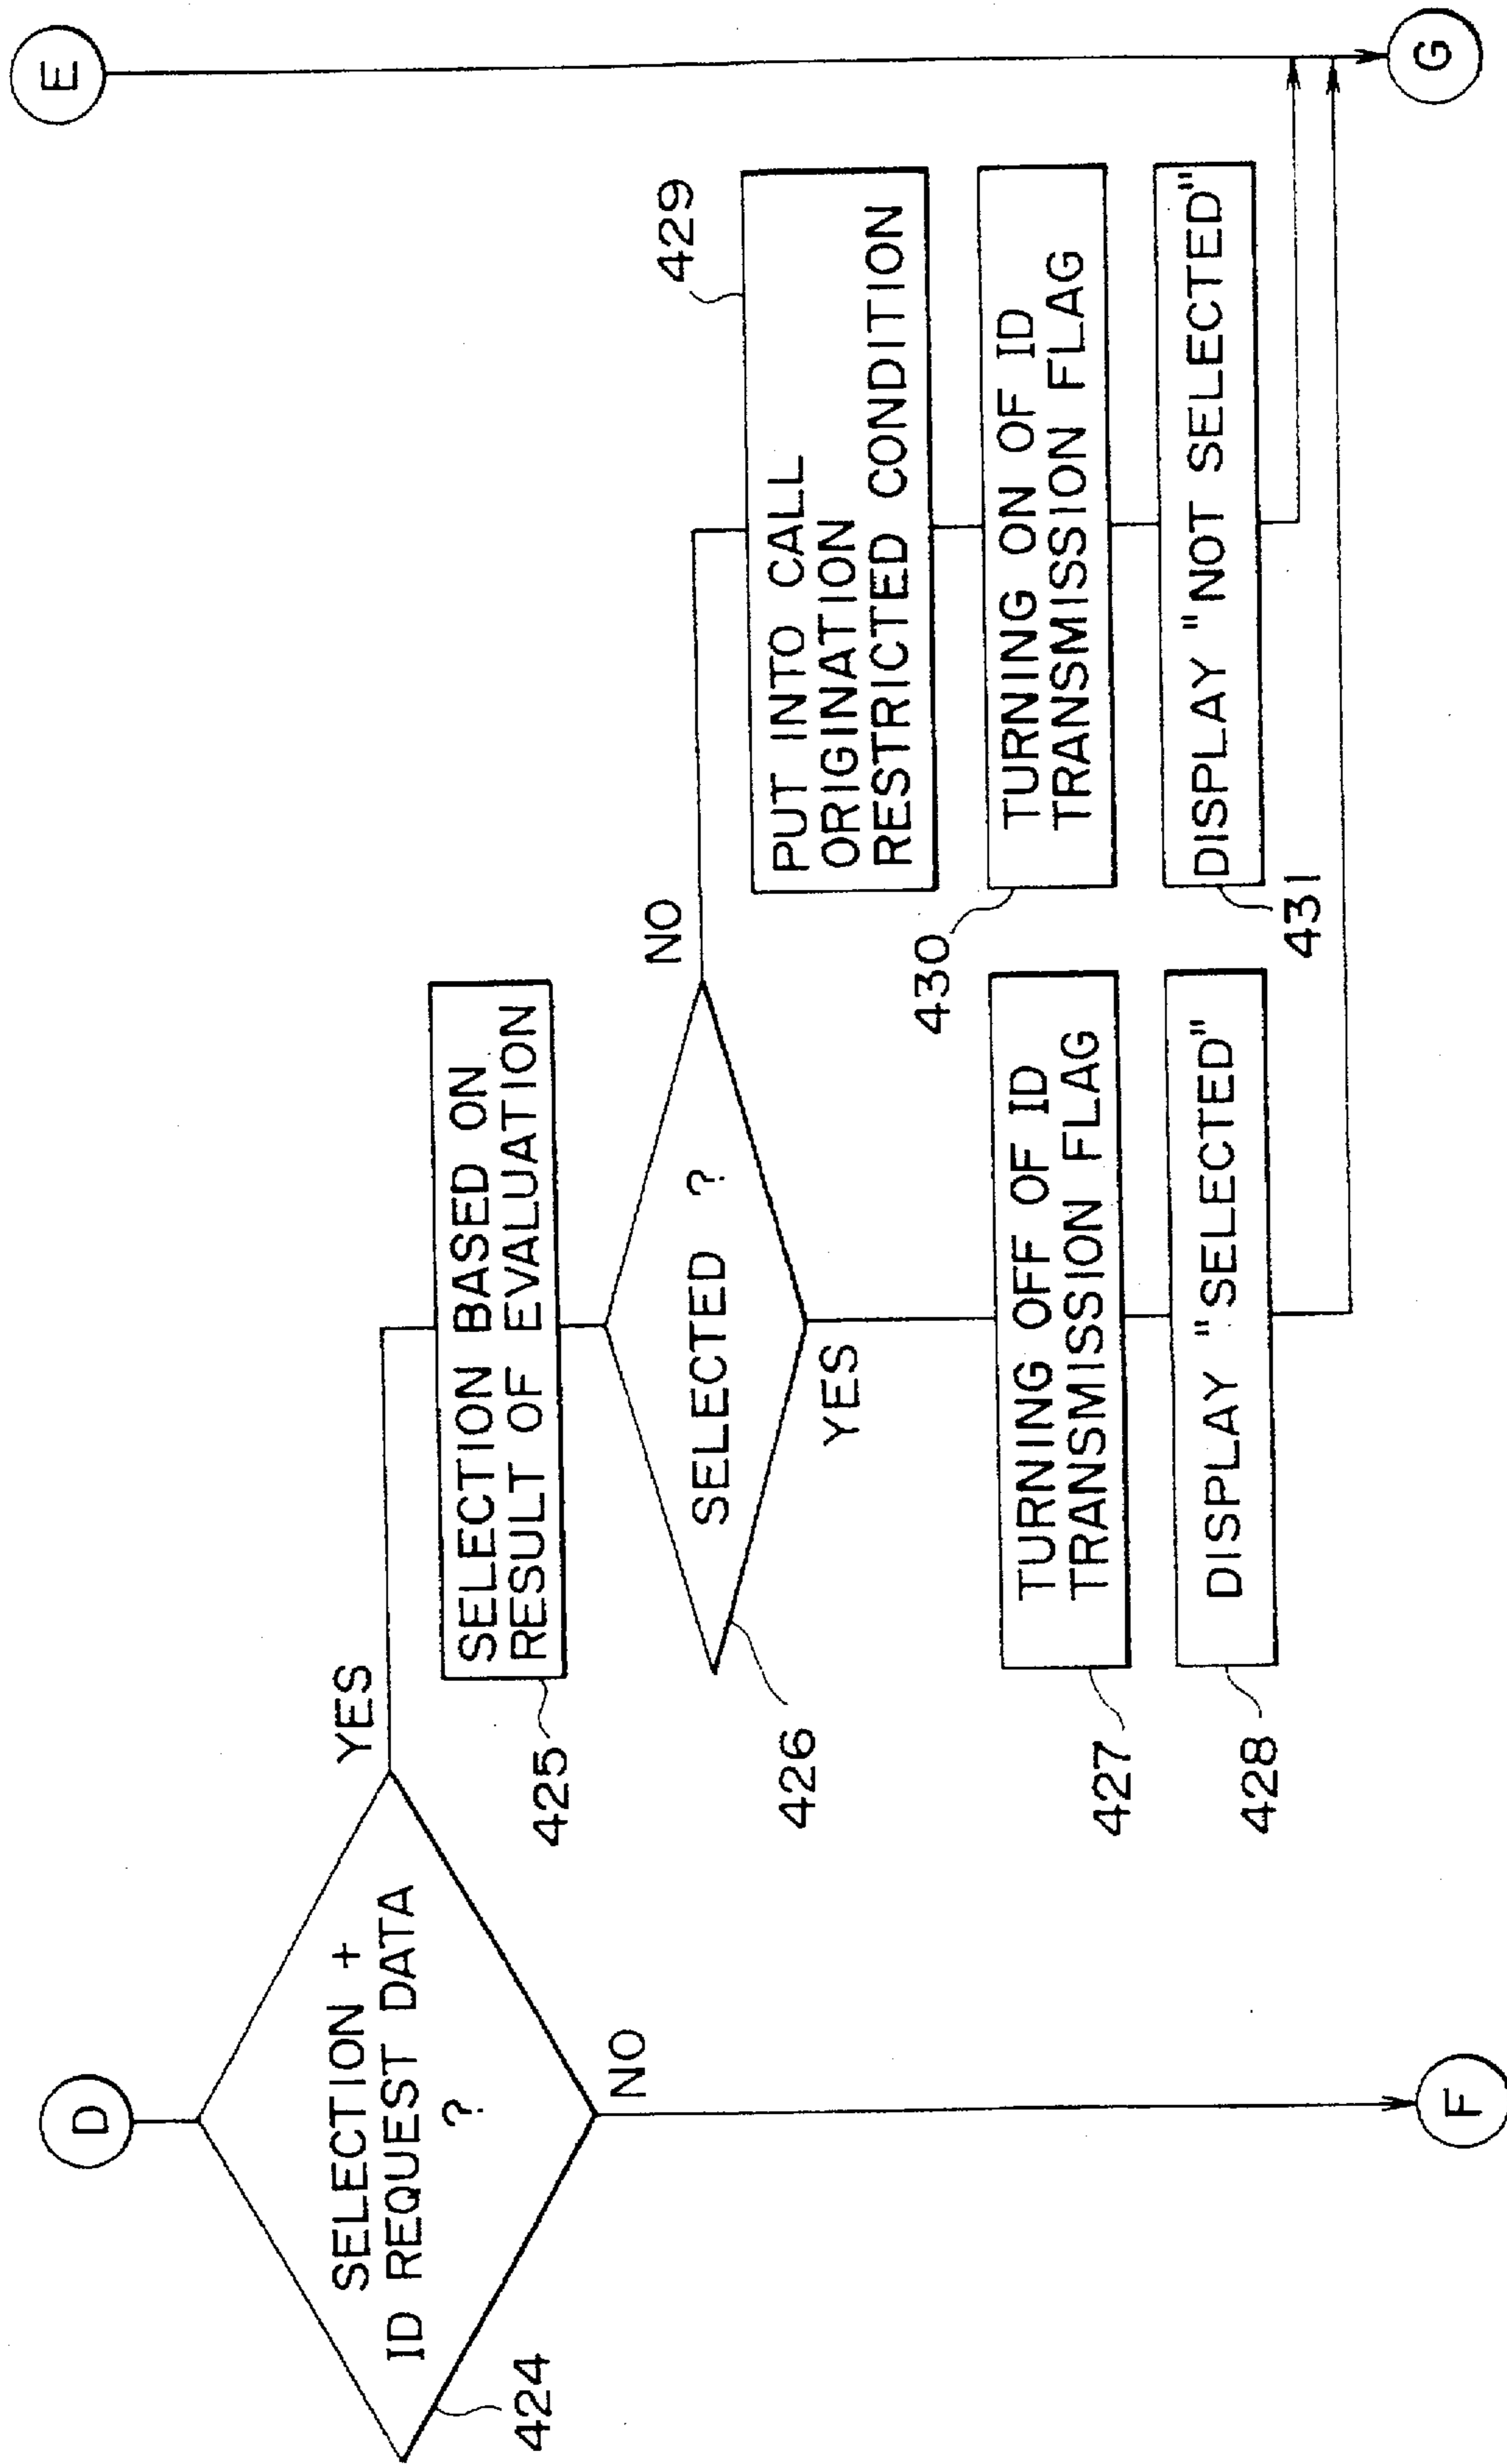 D
SELECTION +
ID REQUEST DATA
?
424
YES
NO
F
SELECTION BASED ON
RESULT OF EVALUATION
425
SELECTED ?
426
YES
NO
TURNING OFF OF ID
TRANSMISSION FLAG
427
DISPLAY "SELECTED"
428
PUT INTO CALL
ORIGINATION
RESTRICTED CONDITION
429
TURNING ON OF ID
TRANSMISSION FLAG
430
DISPLAY "NOT SELECTED"
431
E
G